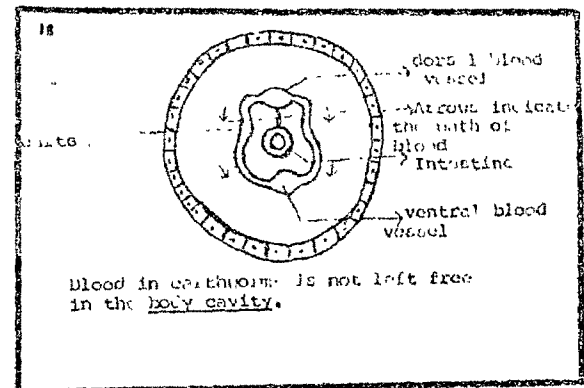 18
dors l blood
vessel
Arrows indicate
the path of
blood
Intestine
ventral blood
vessel
Blood in earthworm is not left free
in the body cavity.